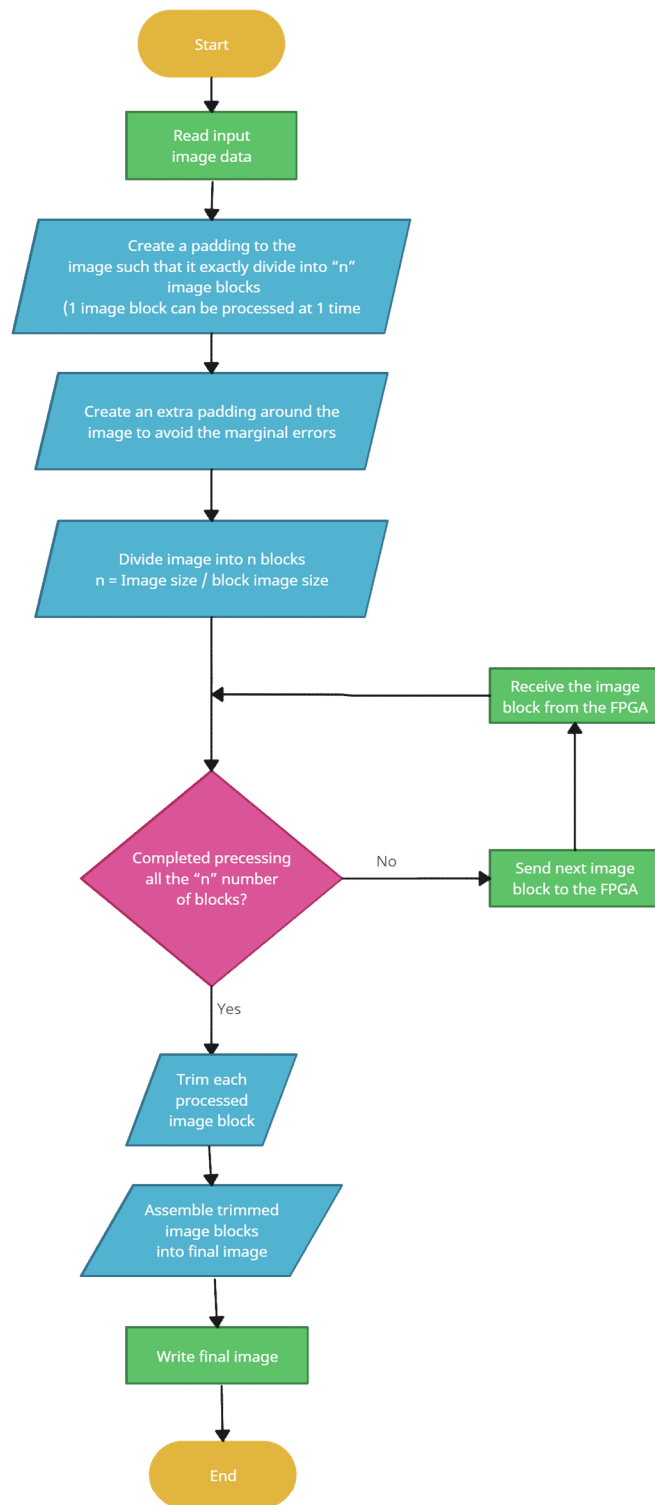 Start
Read input
image data
Create a padding to the
image such that it exactly divide into “n”
image blocks
(1 image block can be processed at 1 time
Create an extra padding around the
image to avoid the marginal errors
Divide image into n blocks
n = Image size / block image size
Receive the image
block from the FPGA
Completed precessing
all the “n” number
of blocks?
No
Send next image
block to the FPGA
Yes
Trim each
processed
image block
Assemble trimmed
image blocks
into final image
Write final image
End